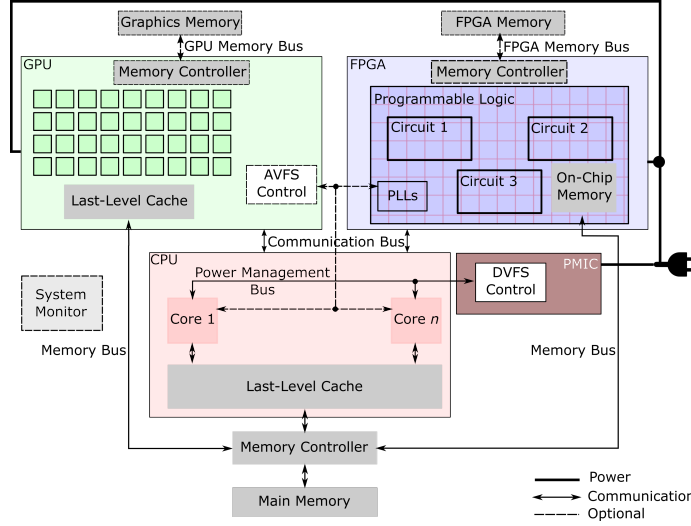 Graphics Memory
FPGA Memory
GPU Memory Bus
FPGA Memory Bus
GPU
FPGA
Memory Controller
Memory Controller
Programmable Logic
Circuit 1
Circuit 2
AVFS
Control
Circuit 3
On-Chip
Memory
PLLs
Last-Level Cache
Communication Bus
CPU
PMIC
Power Management
Bus
DVFS
Control
System
Monitor
Core 1
Core n
Memory Bus
Memory Bus
Last-Level Cache
Memory Controller
Main Memory
Power
Communication
Optional